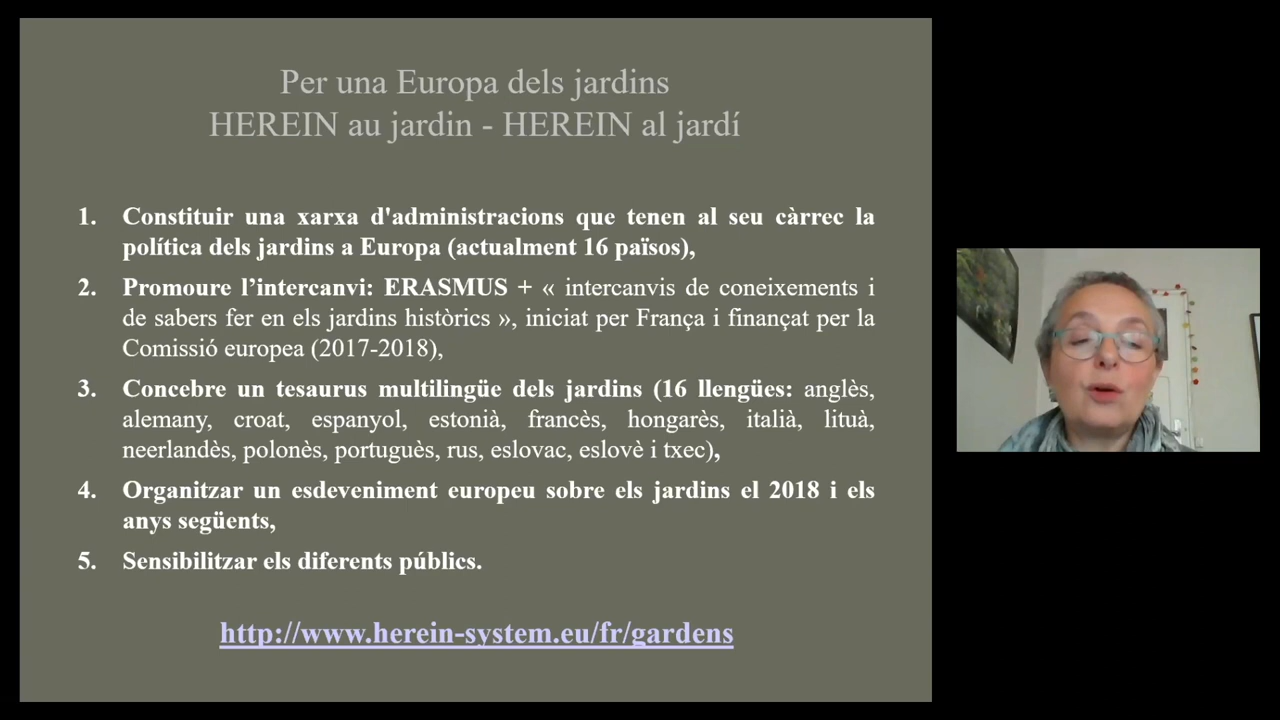 Per una Europa dels jardins
HEREIN au jardin - HEREIN al jardí
1. Constituir una xarxa d'administracions que tenen al seu càrrec la
política dels jardins a Europa (actualment 16 països),
2. Promoure l’intercanvi: ERASMUS + « intercanvis de coneixements i
de sabers fer en els jardins històrics », iniciat per França i finançat per la
Comissió europea (2017-2018),
3. Concebre un tesaurus multilingüe dels jardins (16 llengües: anglès,
alemany, croat, espanyol, estonià, francès, hongarès, italià, lituà,
neerlandès, polonès, portuguès, rus, eslovac, eslovè i txec),
4. Organitzar un esdeveniment europeu sobre els jardins el 2018 i els
anys següents,
5. Sensibilitzar els diferents públics.
http://www.herein-system.eu/fr/gardens